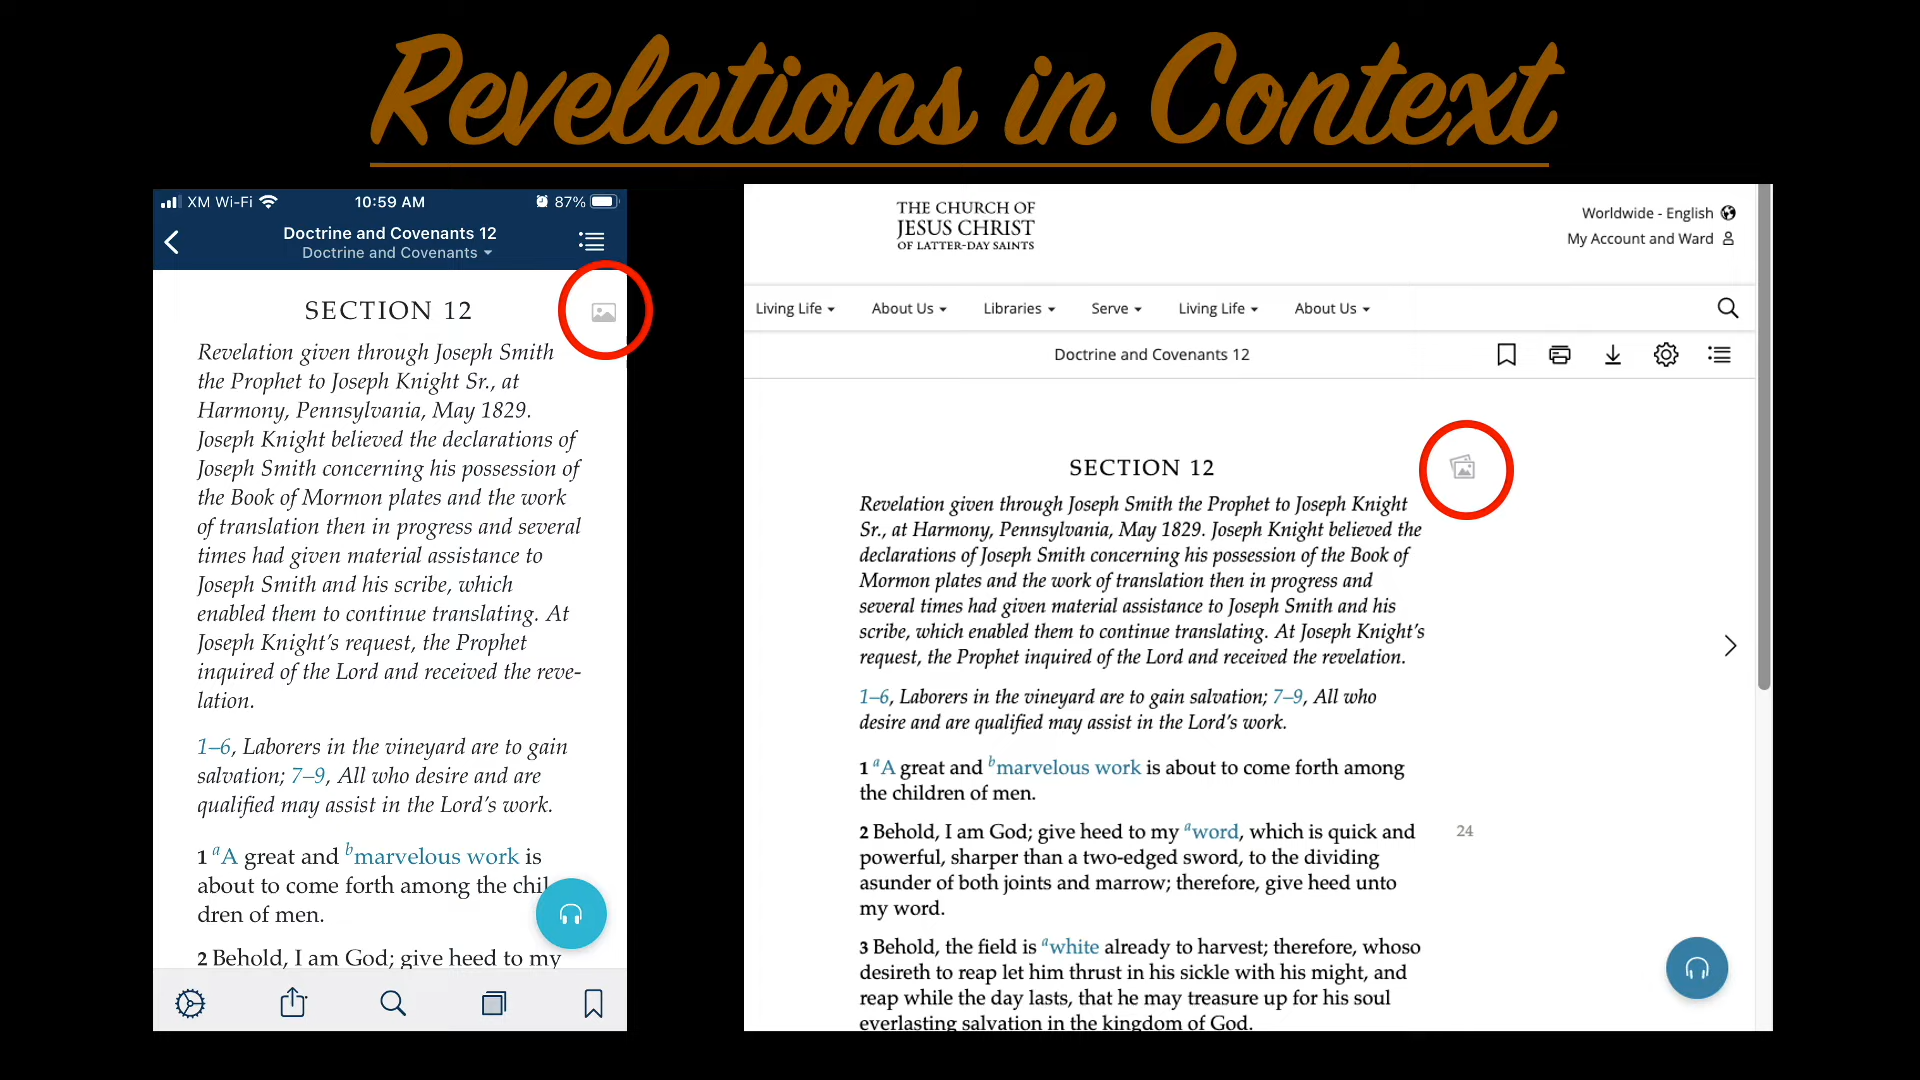 Revelations in Context
XM Wi-Fi
10:59 AM
87%
Doctrine and Covenants 12
Doctrine and Covenants
SECTION 12
Revelation given through Joseph Smith
the Prophet to Joseph Knight Sr., at
Harmony, Pennsylvania, May 1829.
Joseph Knight believed the declarations of
Joseph Smith concerning his possession of
the Book of Mormon plates and the work
of translation then in progress and several
times had given material assistance to
Joseph Smith and his scribe, which
enabled them to continue translating. At
Joseph Knight’s request, the Prophet
inquired of the Lord and received the reve-
lation.
1–6, Laborers in the vineyard are to gain
salvation; 7–9, All who desire and are
qualified may assist in the Lord’s work.
1 aA great and bmarvelous work is
about to come forth among the chil
dren of men.
2 Behold, I am God; give heed to my
THE CHURCH OF
JESUS CHRIST
OF LATTER-DAY SAINTS
Worldwide - English
My Account and Ward
Living Life About Us Libraries Serve Living Life About Us
Doctrine and Covenants 12
SECTION 12
Revelation given through Joseph Smith the Prophet to Joseph Knight
Sr., at Harmony, Pennsylvania, May 1829. Joseph Knight believed the
declarations of Joseph Smith concerning his possession of the Book of
Mormon plates and the work of translation then in progress and
several times had given material assistance to Joseph Smith and his
scribe, which enabled them to continue translating. At Joseph Knight’s
request, the Prophet inquired of the Lord and received the revelation.
1–6, Laborers in the vineyard are to gain salvation; 7–9, All who
desire and are qualified may assist in the Lord’s work.
1 aA great and bmarvelous work is about to come forth among
the children of men.
2 Behold, I am God; give heed to my aword, which is quick and
24
powerful, sharper than a two-edged sword, to the dividing
asunder of both joints and marrow; therefore, give heed unto
my word.
3 Behold, the field is awhite already to harvest; therefore, whoso
desireth to reap let him thrust in his sickle with his might, and
reap while the day lasts, that he may treasure up for his soul
everlasting salvation in the kingdom of God.